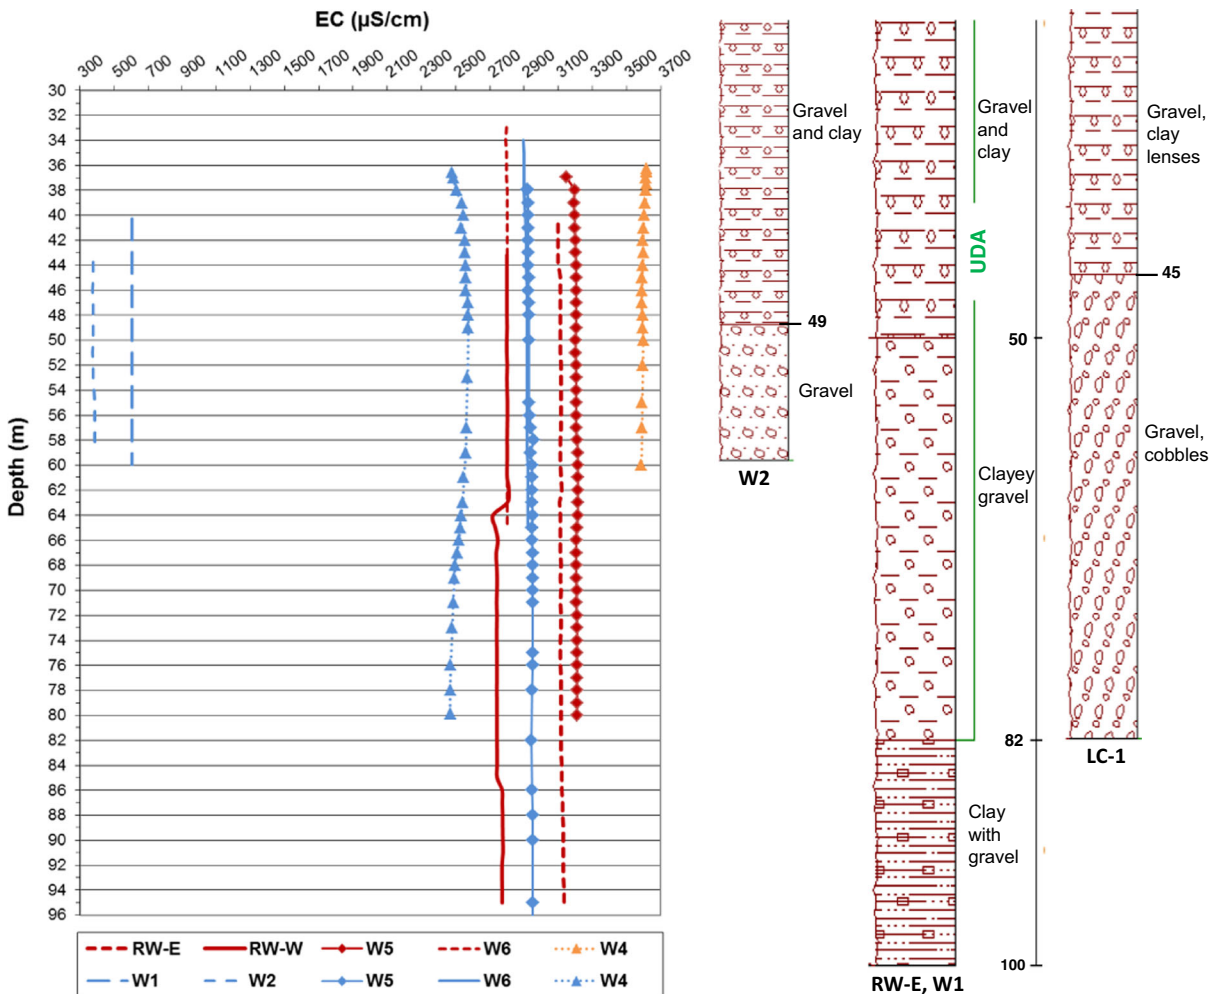 EC (µS/cm)
300 500 700 900 1100 1300 1500 1700 1900 2100 2300 2500 2700 2900 3100 3300 3500 3700
30
32
34
36
38
40
42
44
46
48
50
52
54
56
58
60
62
64
66
68
70
72
74
76
78
80
82
84
86
88
90
92
94
96
Depth (m)
RW-E RW-W W5 W6 W4
W1 W2 W5 W6 W4
Gravel
and clay
49
Gravel
W2
Gravel
and
clay
UDA
50
Clayey
gravel
82
Clay
with
gravel
100
RW-E, W1
Gravel,
clay
lenses
45
Gravel,
cobbles
LC-1